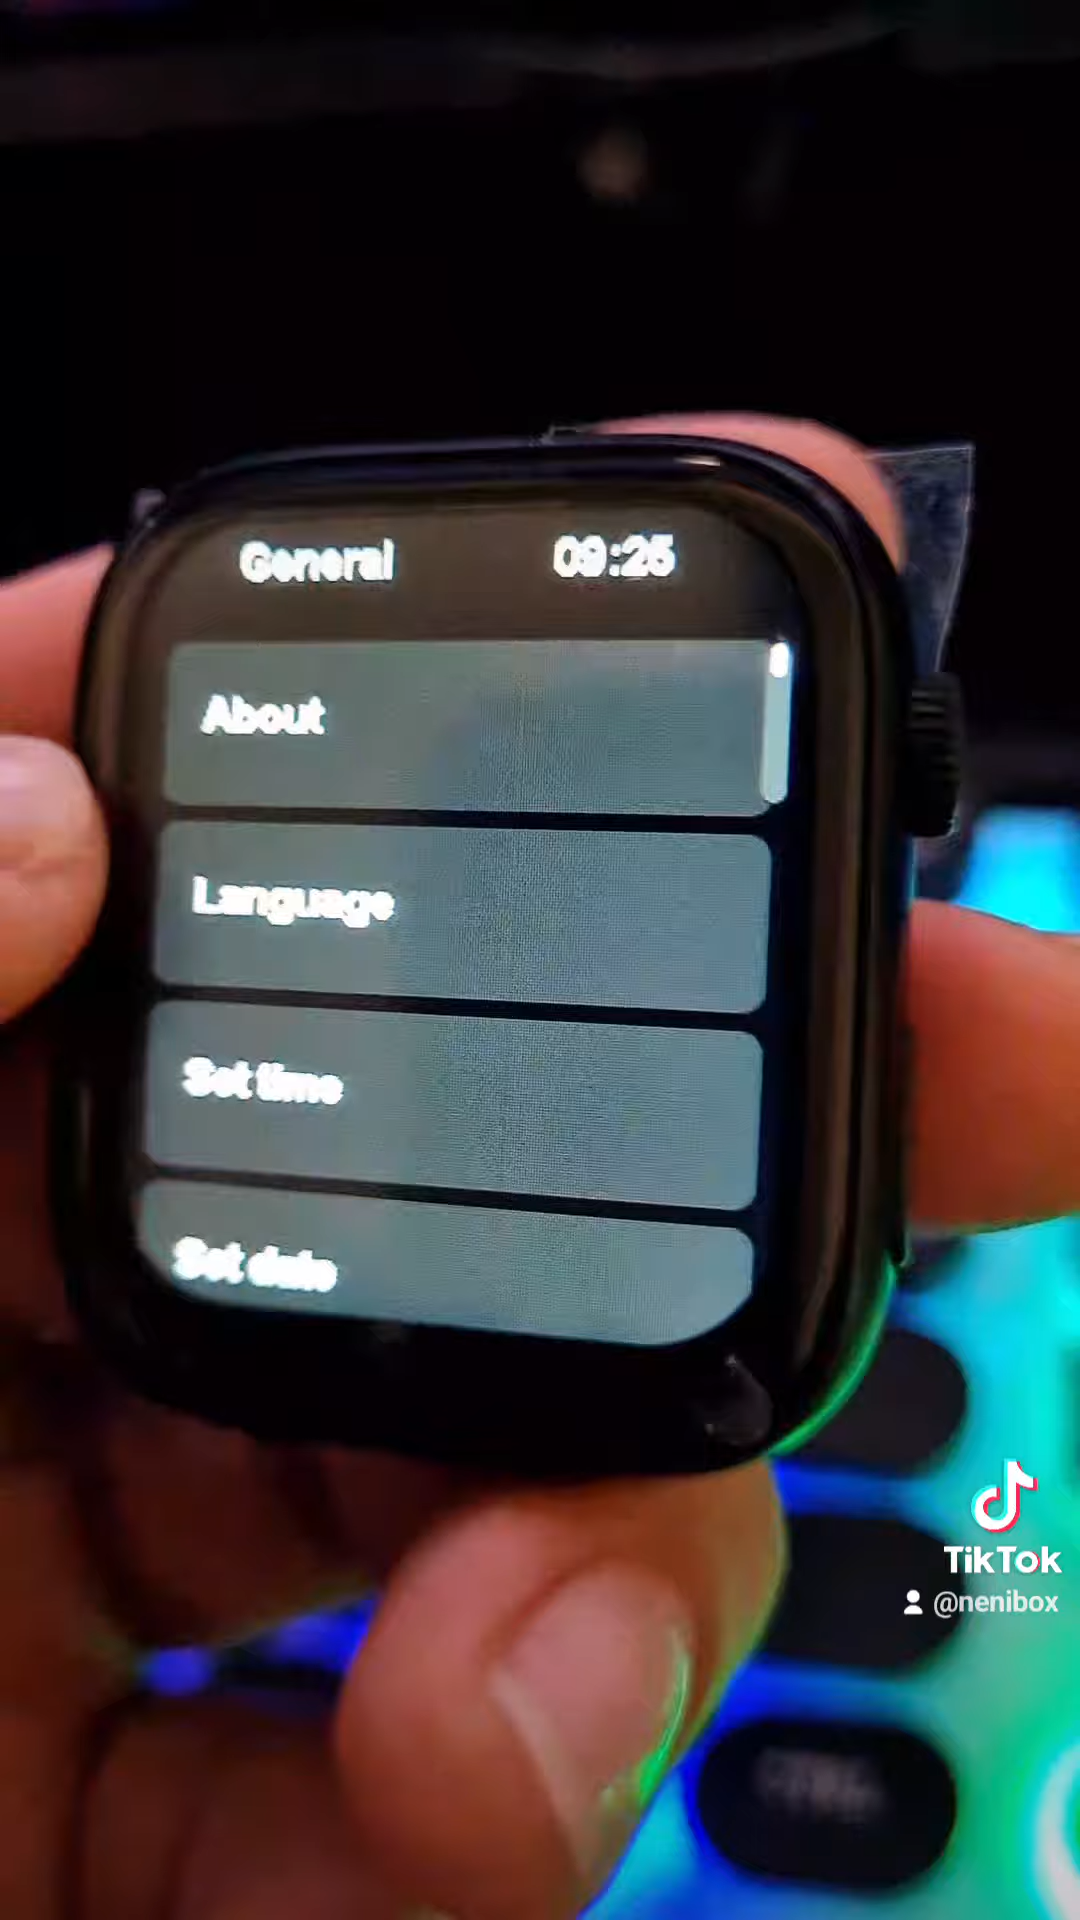 General 09:25
About
Language
Set time
Set date
TikTok
@nenibox